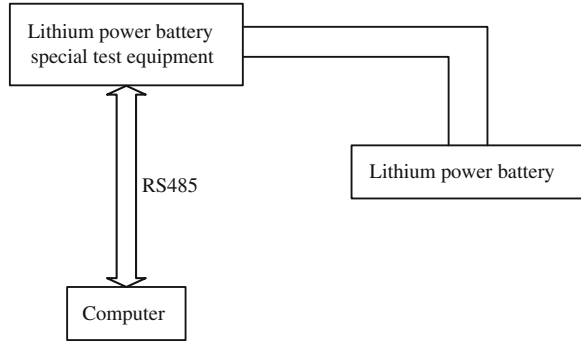 Lithium power battery
special test equipment
Lithium power battery
RS485
Computer